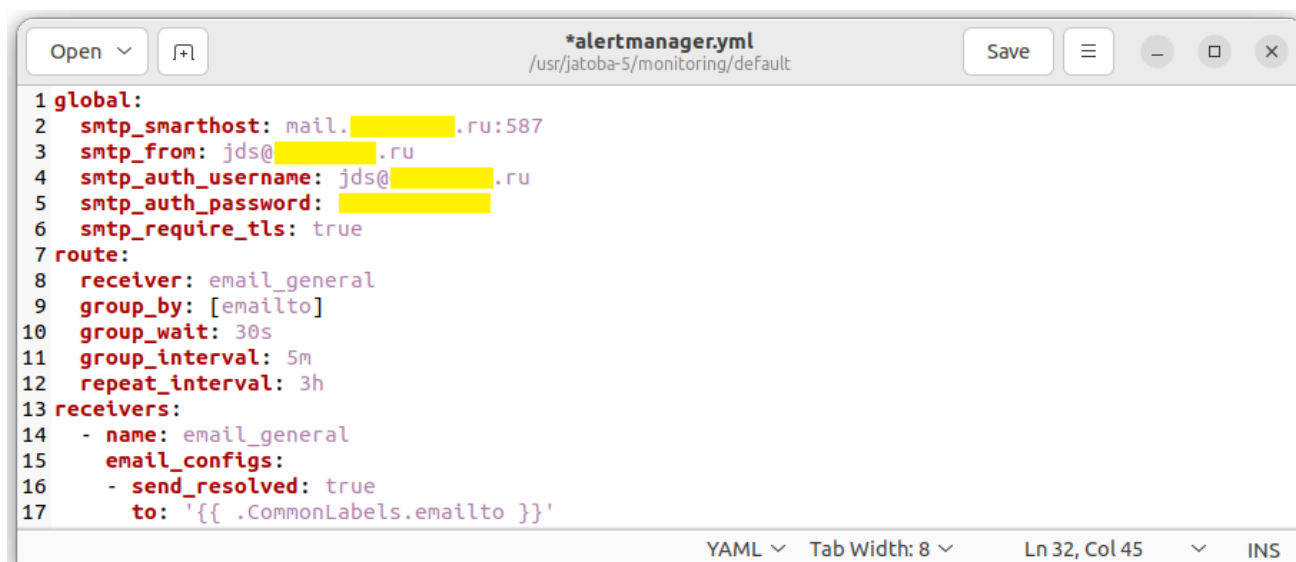 Open
*alertmanager.yml
/usr/jatoba-5/monitoring/default
Save
1 global:
2   smtp_smarthost: mail. .ru:587
3   smtp_from: jds@ .ru
4   smtp_auth_username: jds@ .ru
5   smtp_auth_password:
6   smtp_require_tls: true
7 route:
8   receiver: email_general
9   group_by: [emailto]
10   group_wait: 30s
11   group_interval: 5m
12   repeat_interval: 3h
13 receivers:
14   - name: email_general
15     email_configs:
16     - send_resolved: true
17       to: '{{ .CommonLabels.emailto }}'
YAML Tab Width: 8 Ln 32, Col 45 INS